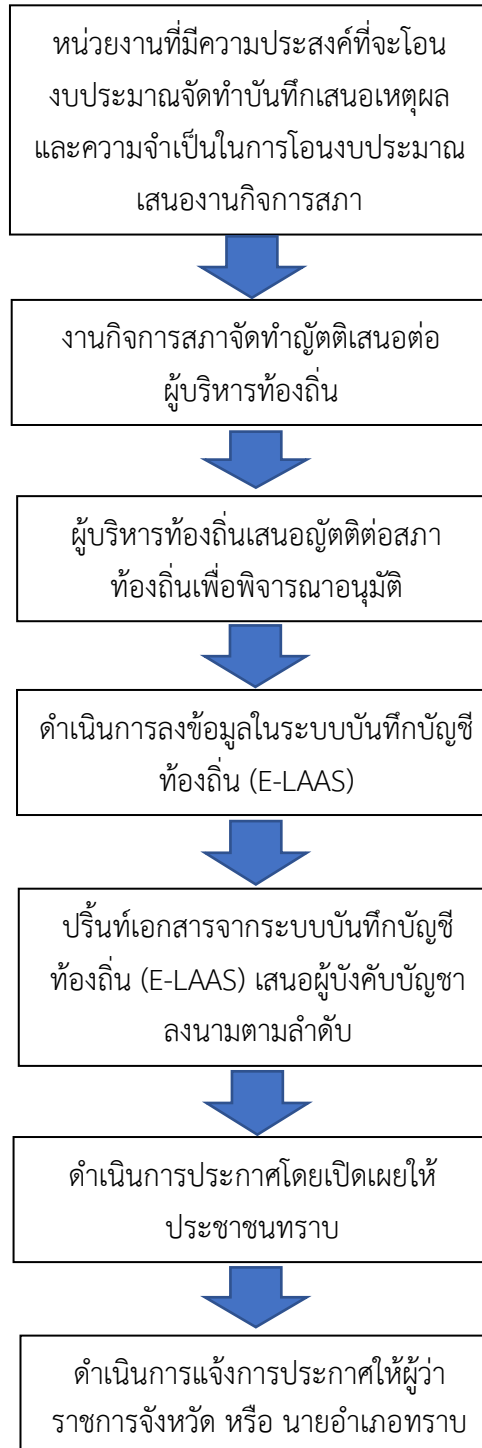 หน่วยงานที่มีความประสงค์ที่จะโอน
งบประมาณจัดทำบันทึกเสนอเหตุผล
และความจำเป็นในการโอนงบประมาณ
เสนองานกิจการสภา
งานกิจการสภาจัดทำญัตติเสนอต่อ
ผู้บริหารท้องถิ่น
ผู้บริหารท้องถิ่นเสนอญัตติต่อสภา
ท้องถิ่นเพื่อพิจารณาอนุมัติ
ดำเนินการลงข้อมูลในระบบบันทึกบัญชี
ท้องถิ่น (E-LAAS)
ปริ้นท์เอกสารจากระบบบันทึกบัญชี
ท้องถิ่น (E-LAAS) เสนอผู้บังคับบัญชา
ลงนามตามลำดับ
ดำเนินการประกาศโดยเปิดเผยให้
ประชาชนทราบ
ดำเนินการแจ้งการประกาศให้ผู้ว่า
ราชการจังหวัด หรือ นายอำเภอทราบ